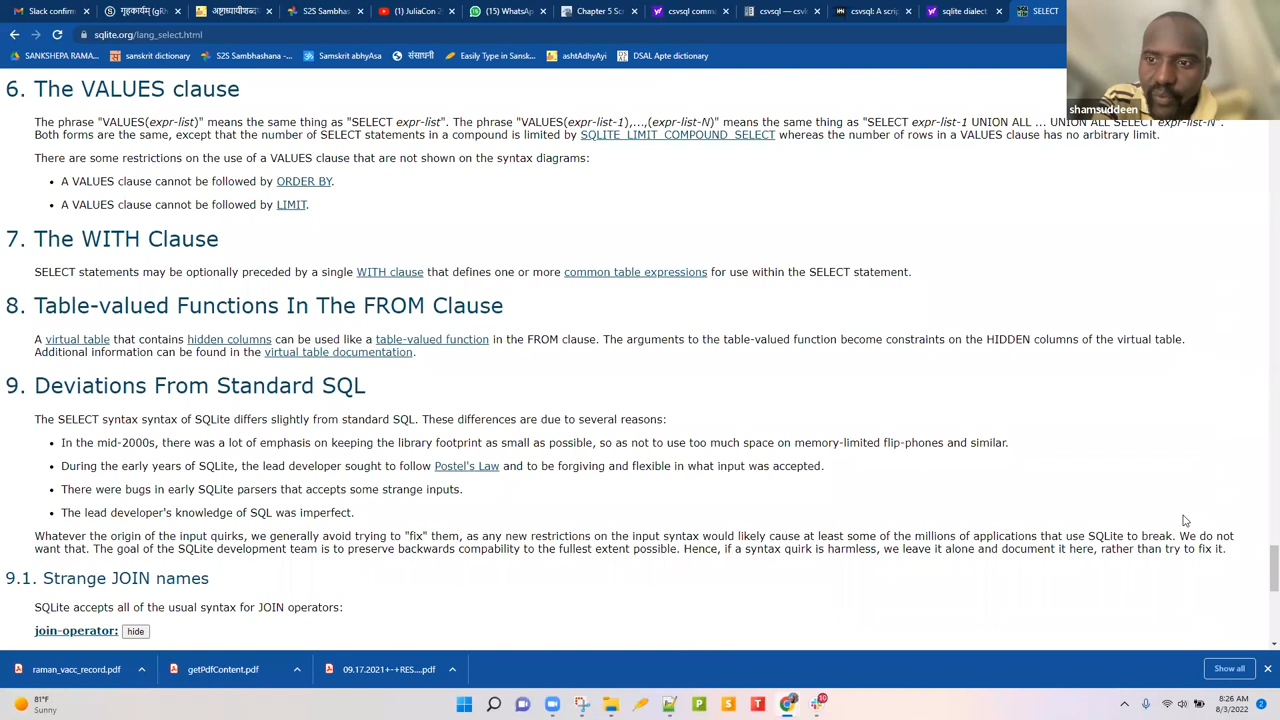 Slack confirm
गृहकार्यम् (gRh
अष्टाध्यायीशब्द
S2S Sambhas
(1) JuliaCon 2
(15) WhatsAp
Chapter 5 Sc
csvsql comm
csvsql — csvk
csvsql: A scrip
sqlite dialect
SELECT
sqlite.org/lang_select.html
SANKSHEPA RAMA...
sanskrit dictionary
S2S Sambhashana -...
Samskrit abhyAsa
संसाधनी
Easily Type in Sansk...
ashtAdhyAyi
DSAL Apte dictionary
shamsuddeen
6. The VALUES clause
The phrase "VALUES(expr-list)" means the same thing as "SELECT expr-list". The phrase "VALUES(expr-list-1),...,(expr-list-N)" means the same thing as "SELECT expr-list-1 UNION ALL ... UNION ALL SELECT expr-list-N".
Both forms are the same, except that the number of SELECT statements in a compound is limited by SQLITE_LIMIT_COMPOUND_SELECT whereas the number of rows in a VALUES clause has no arbitrary limit.
There are some restrictions on the use of a VALUES clause that are not shown on the syntax diagrams:
• A VALUES clause cannot be followed by ORDER BY.
• A VALUES clause cannot be followed by LIMIT.
7. The WITH Clause
SELECT statements may be optionally preceded by a single WITH clause that defines one or more common table expressions for use within the SELECT statement.
8. Table-valued Functions In The FROM Clause
A virtual table that contains hidden columns can be used like a table-valued function in the FROM clause. The arguments to the table-valued function become constraints on the HIDDEN columns of the virtual table.
Additional information can be found in the virtual table documentation.
9. Deviations From Standard SQL
The SELECT syntax syntax of SQLite differs slightly from standard SQL. These differences are due to several reasons:
• In the mid-2000s, there was a lot of emphasis on keeping the library footprint as small as possible, so as not to use too much space on memory-limited flip-phones and similar.
• During the early years of SQLite, the lead developer sought to follow Postel's Law and to be forgiving and flexible in what input was accepted.
• There were bugs in early SQLite parsers that accepts some strange inputs.
• The lead developer's knowledge of SQL was imperfect.
Whatever the origin of the input quirks, we generally avoid trying to "fix" them, as any new restrictions on the input syntax would likely cause at least some of the millions of applications that use SQLite to break. We do not
want that. The goal of the SQLite development team is to preserve backwards compability to the fullest extent possible. Hence, if a syntax quirk is harmless, we leave it alone and document it here, rather than try to fix it.
9.1. Strange JOIN names
SQLite accepts all of the usual syntax for JOIN operators:
join-operator: hide
raman_vacc_record.pdf
getPdfContent.pdf
09.17.2021+-+RES....pdf
Show all
81°F
Sunny
10
8:26 AM
8/3/2022
2